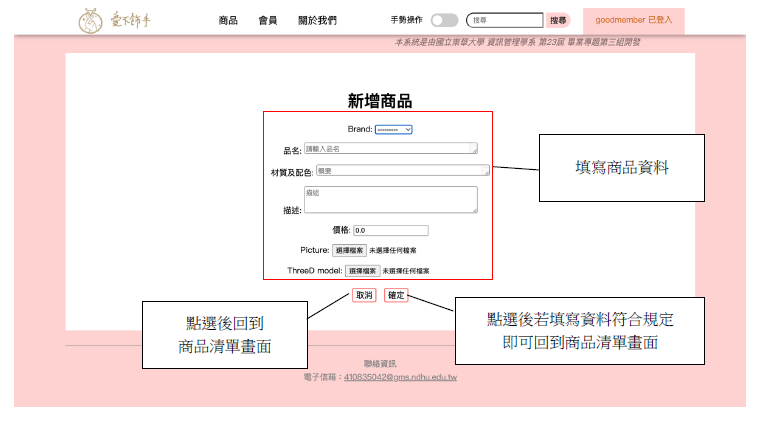 愛不飾手
商品 會員 關於我們 手勢操作 搜尋 搜尋 goodmember 已登入
本系統是由國立東華大學 資訊管理學系 第23屆 畢業專題第三組開發
新增商品
Brand: ---------
品名: 請輸入品名
填寫商品資料
材質及配色: 概要
描述
描述:
價格: 0.0
Picture: 選擇檔案 未選擇任何檔案
ThreeD model: 選擇檔案 未選擇任何檔案
取消 確定
點選後回到
商品清單畫面
點選後若填寫資料符合規定
即可回到商品清單畫面
聯絡資訊
電子信箱：410835042@gms.ndhu.edu.tw